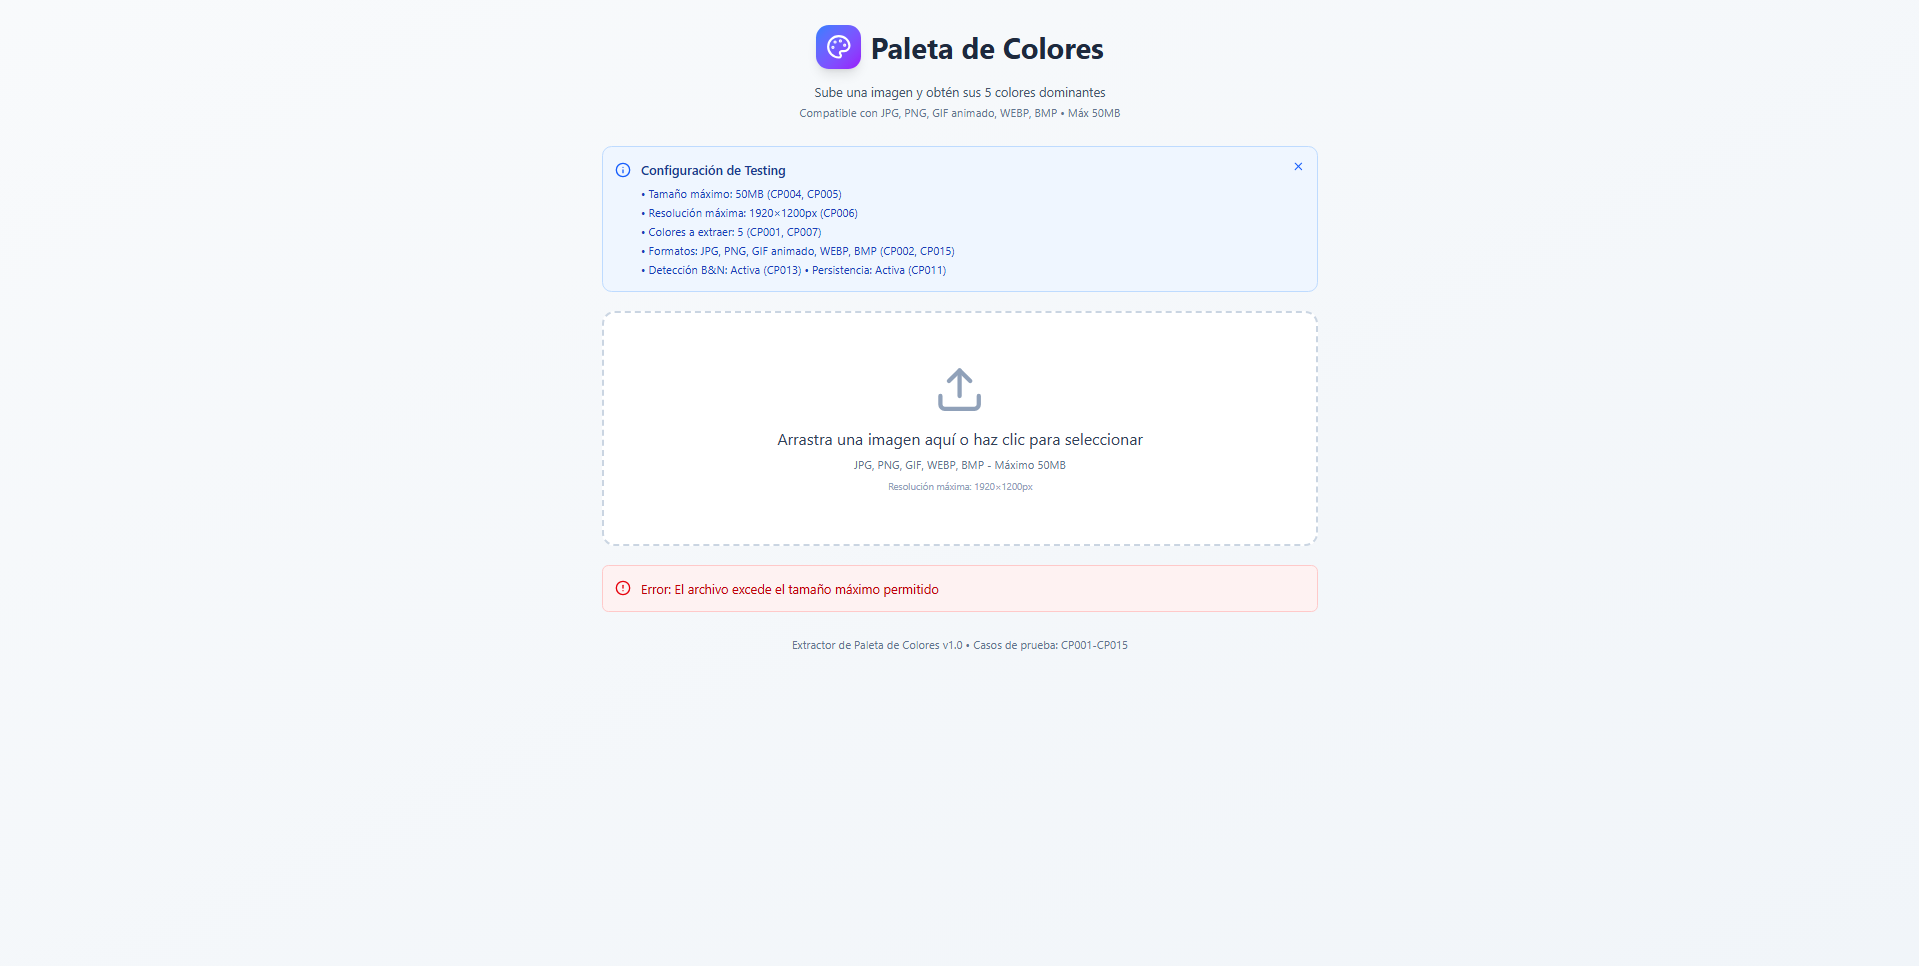 Paleta de Colores
Sube una imagen y obtén sus 5 colores dominantes
Compatible con JPG, PNG, GIF animado, WEBP, BMP • Máx 50MB
Configuración de Testing
• Tamaño máximo: 50MB (CP004, CP005)
• Resolución máxima: 1920×1200px (CP006)
• Colores a extraer: 5 (CP001, CP007)
• Formatos: JPG, PNG, GIF animado, WEBP, BMP (CP002, CP015)
• Detección B&N: Activa (CP013) • Persistencia: Activa (CP011)
Arrastra una imagen aquí o haz clic para seleccionar
JPG, PNG, GIF, WEBP, BMP - Máximo 50MB
Resolución máxima: 1920×1200px
Error: El archivo excede el tamaño máximo permitido
Extractor de Paleta de Colores v1.0 • Casos de prueba: CP001-CP015